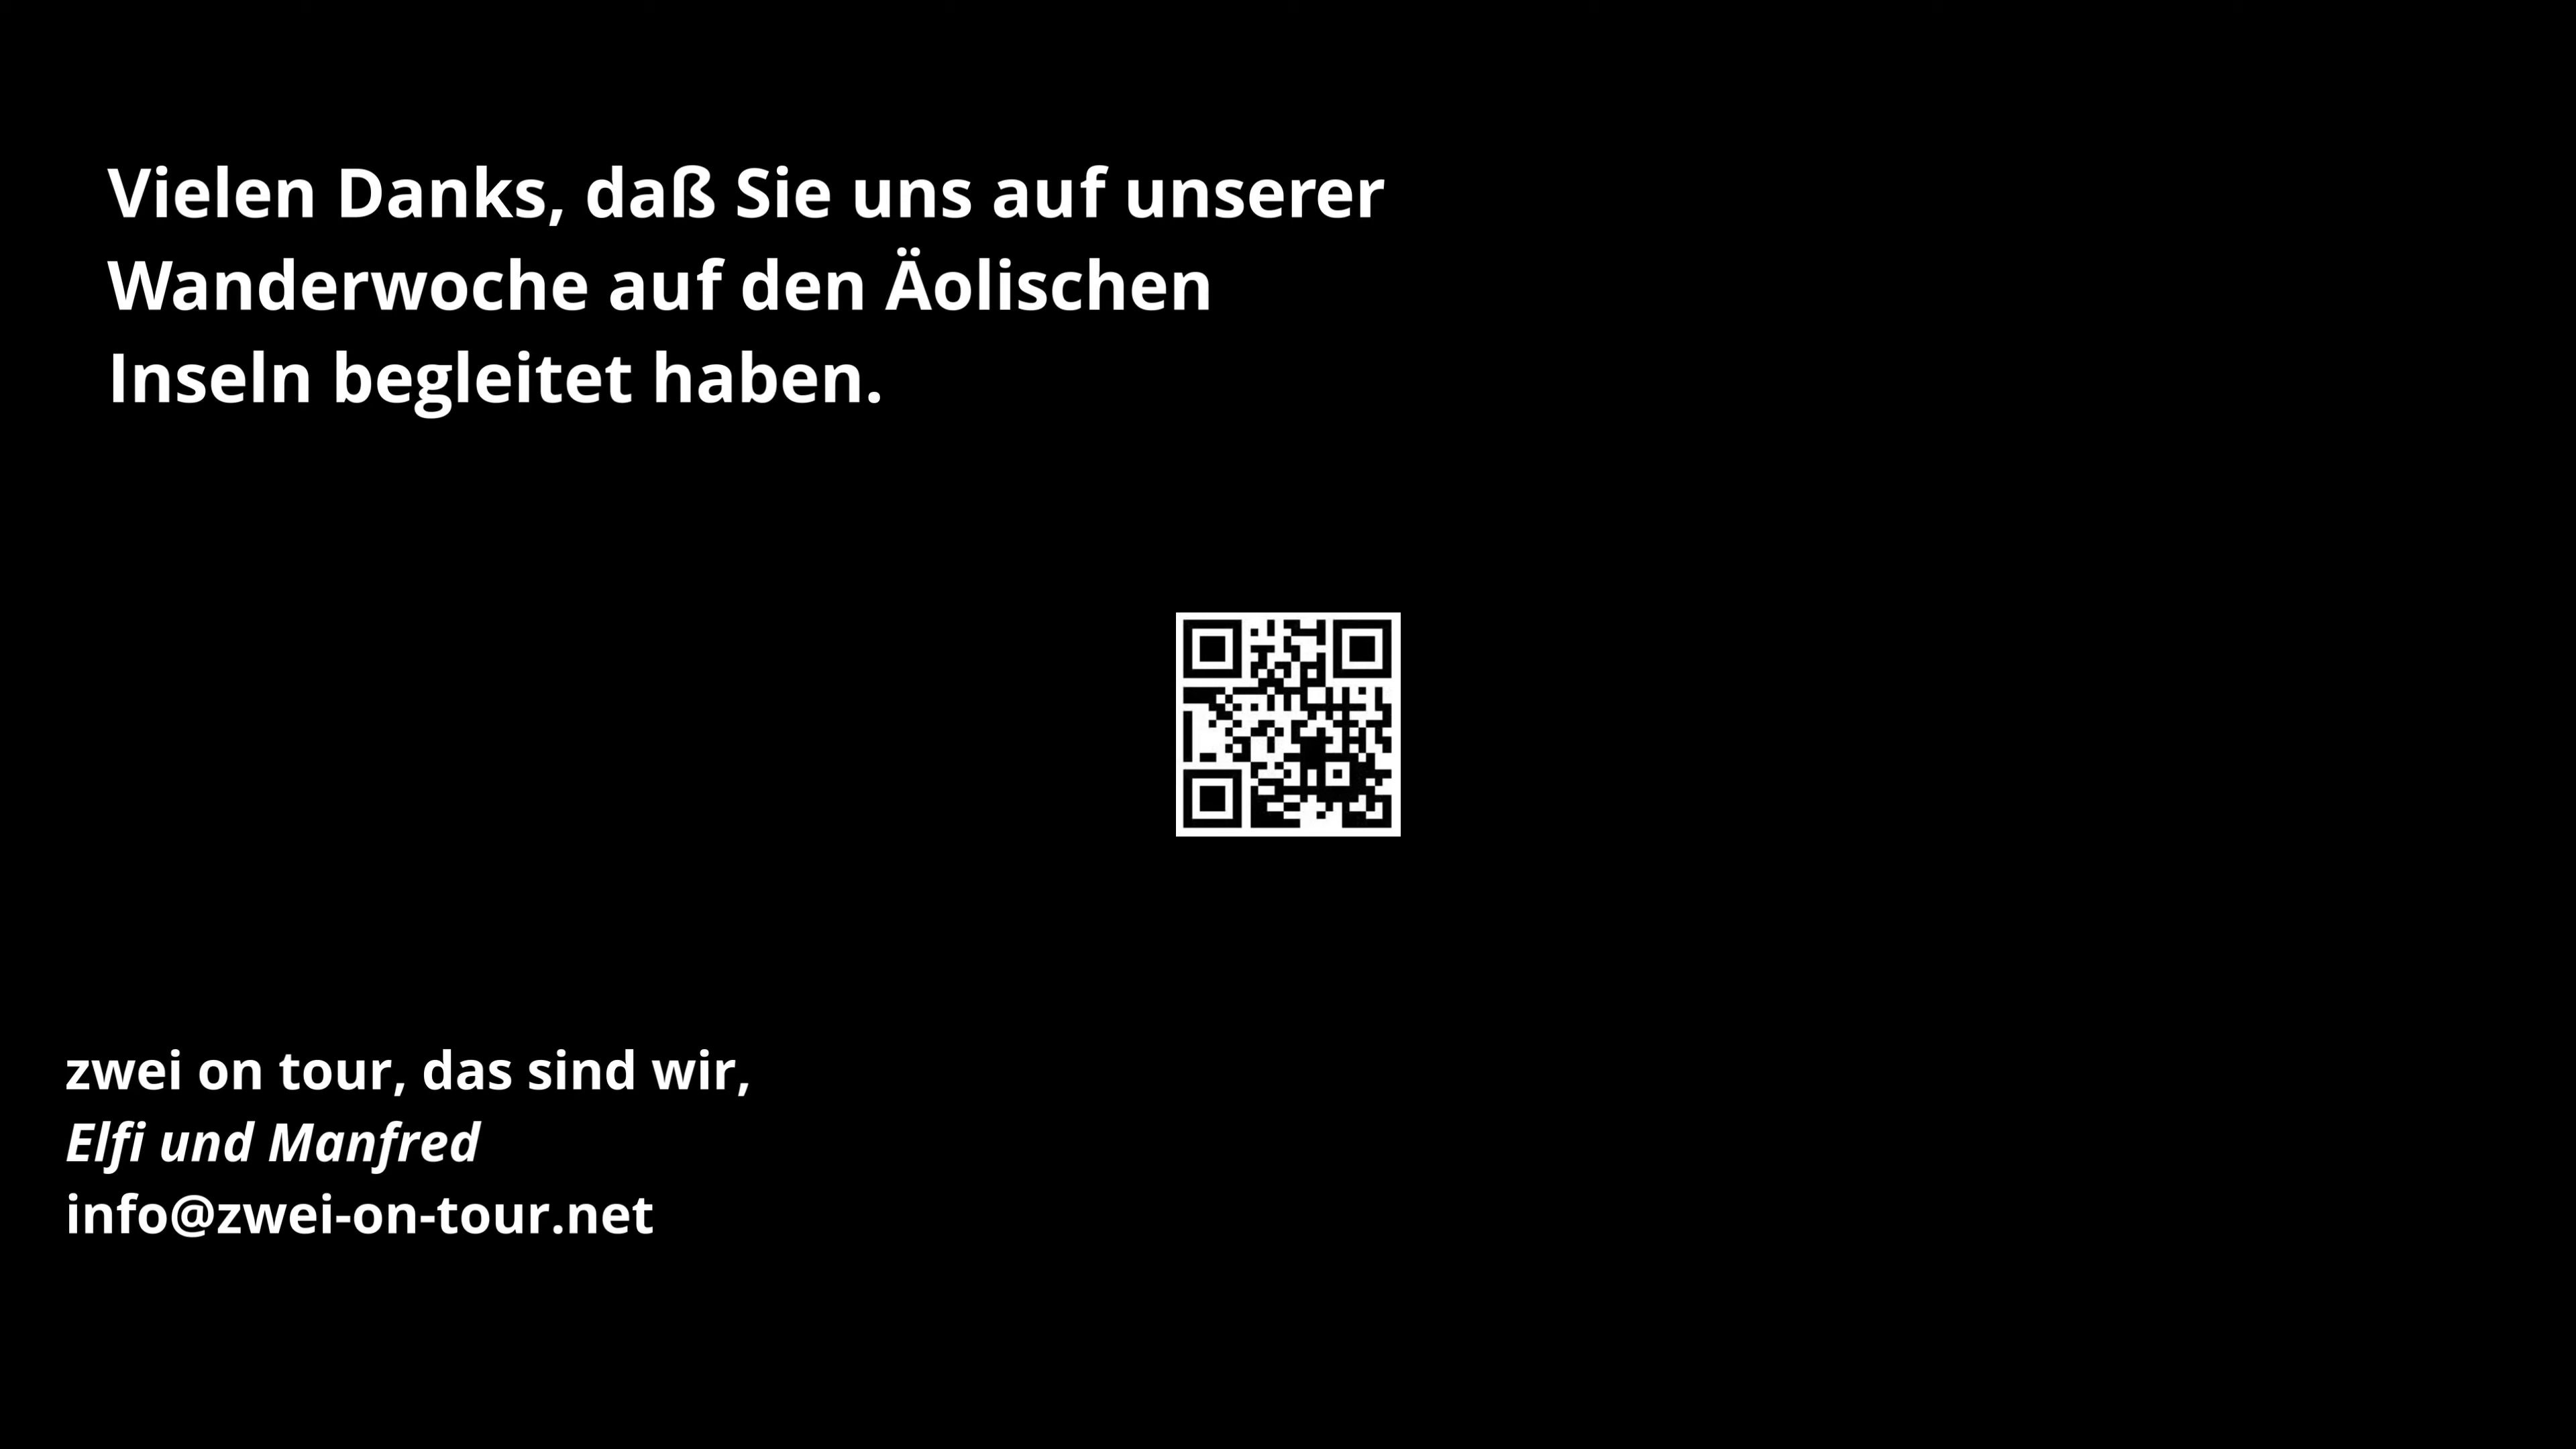 Vielen Danks, daß Sie uns auf unserer
Wanderwoche auf den Äolischen
Inseln begleitet haben.
zwei on tour, das sind wir,
Elfi und Manfred
info@zwei-on-tour.net